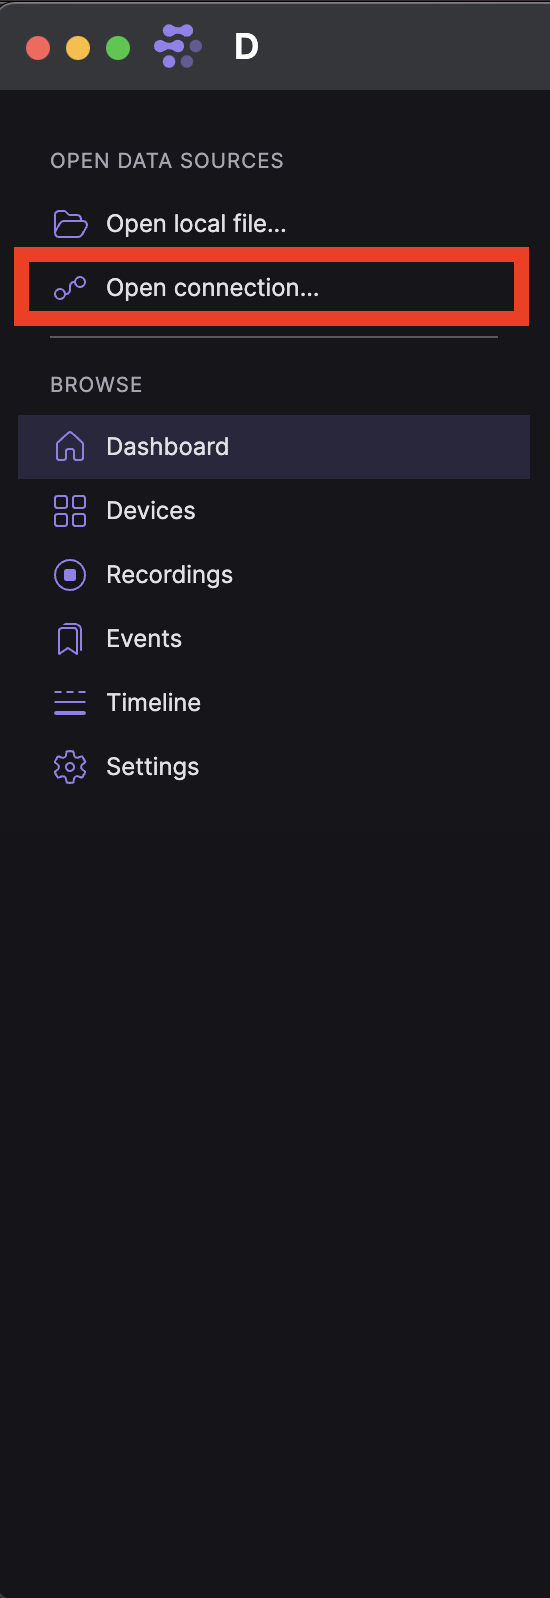 D
OPEN DATA SOURCES
Open local file...
Open connection...
BROWSE
Dashboard
Devices
Recordings
Events
Timeline
Settings